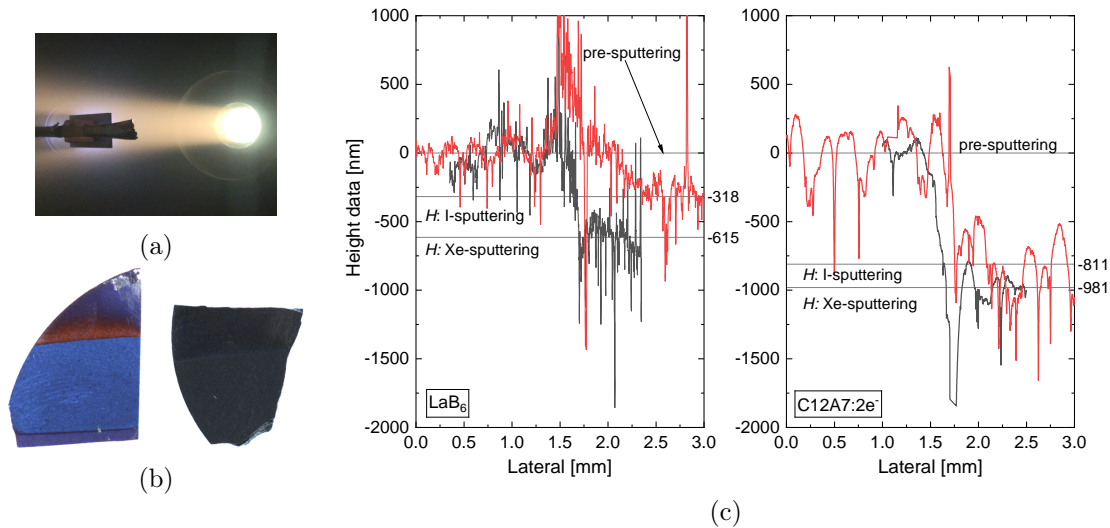 (a)
(b)
1000
500
0
-500
-1000
-1500
-2000
Height data [nm]
pre-sputtering
-318
H: I-sputtering
-615
H: Xe-sputtering
LaB6
0.0 0.5 1.0 1.5 2.0 2.5 3.0
Lateral [mm]
1000
500
0
-500
-1000
-1500
-2000
pre-sputtering
-811
H: I-sputtering
-981
H: Xe-sputtering
C12A7:2e-
0.0 0.5 1.0 1.5 2.0 2.5 3.0
Lateral [mm]
(c)